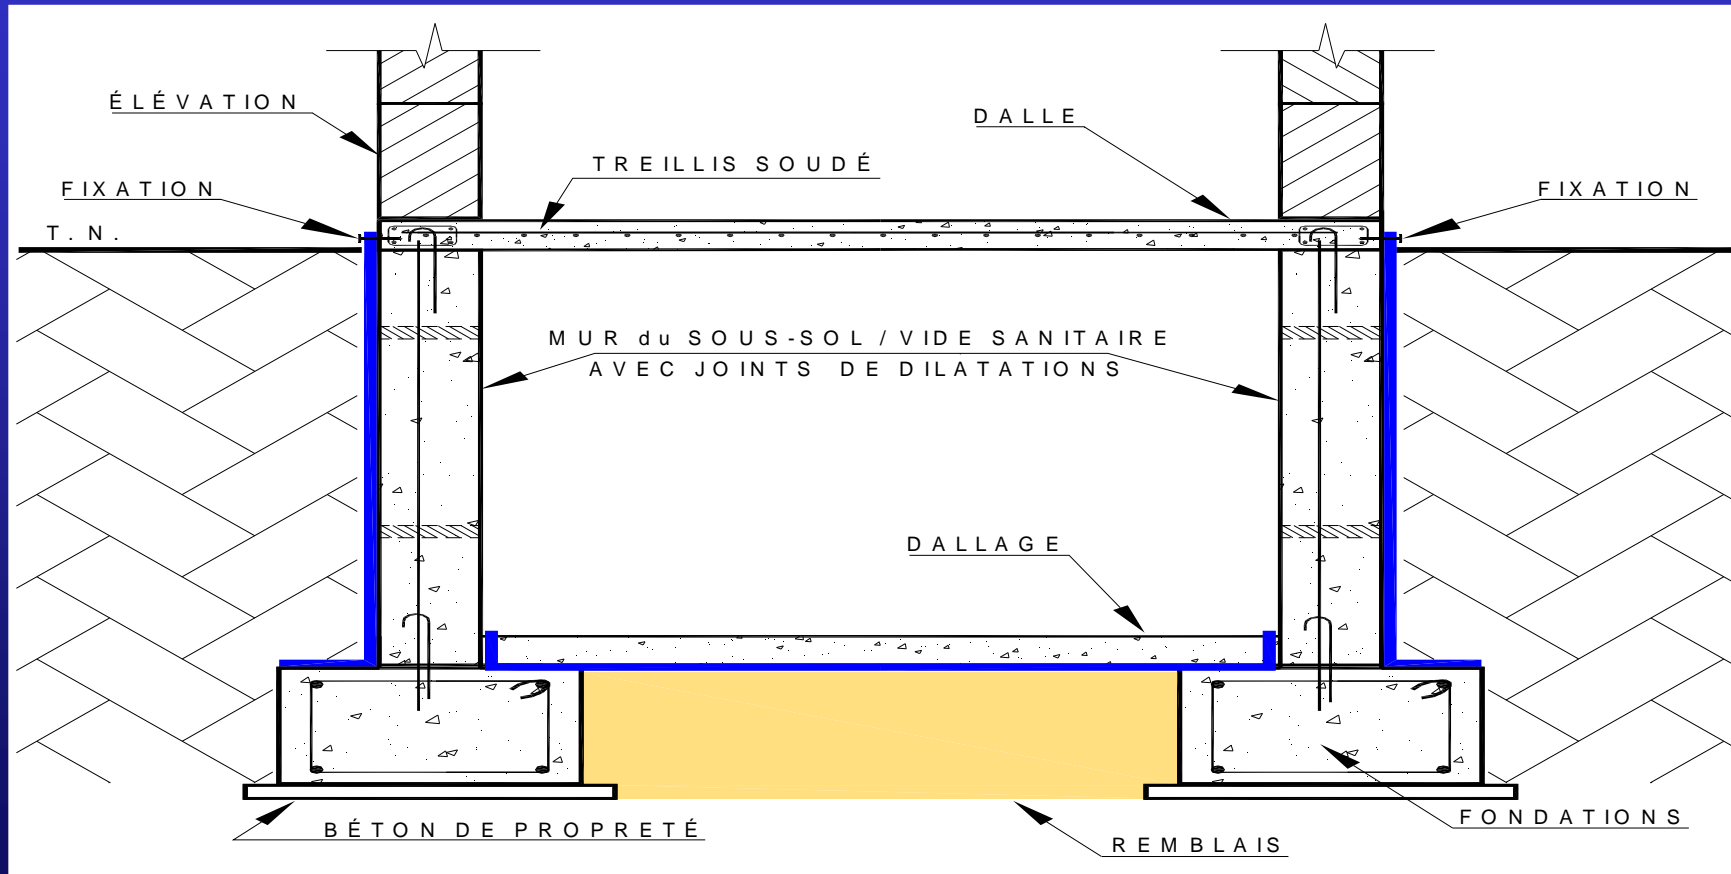 ÉLÉVATION
DALLE
TREILLIS SOUDÉ
FIXATION
FIXATION
T. N.
MUR du SOUS-SOL / VIDE SANITAIRE
AVEC JOINTS DE DILATATIONS
DALLAGE
BÉTON DE PROPRETÉ
FONDATIONS
REMBLAIS